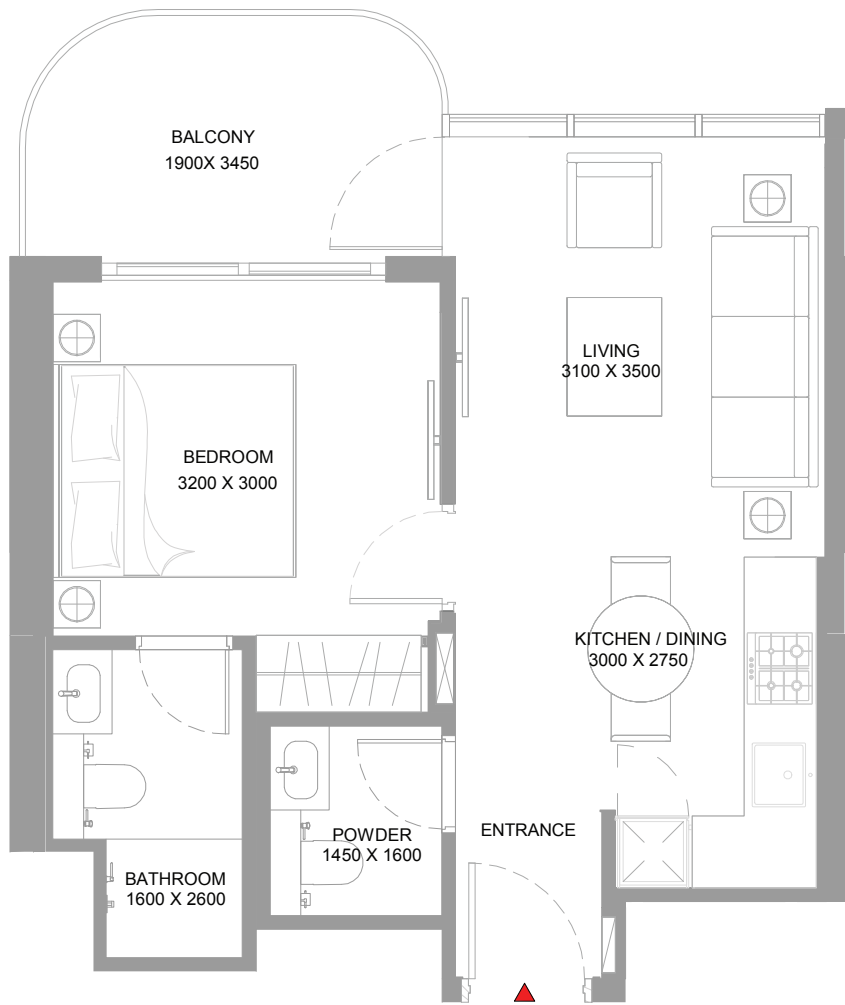 BALCONY
1900X 3450
LIVING
3100 X 3500
BEDROOM
3200 X 3000
KITCHEN / DINING
3000 X 2750
ENTRANCE
POWDER
1450 X 1600
BATHROOM
1600 X 2600